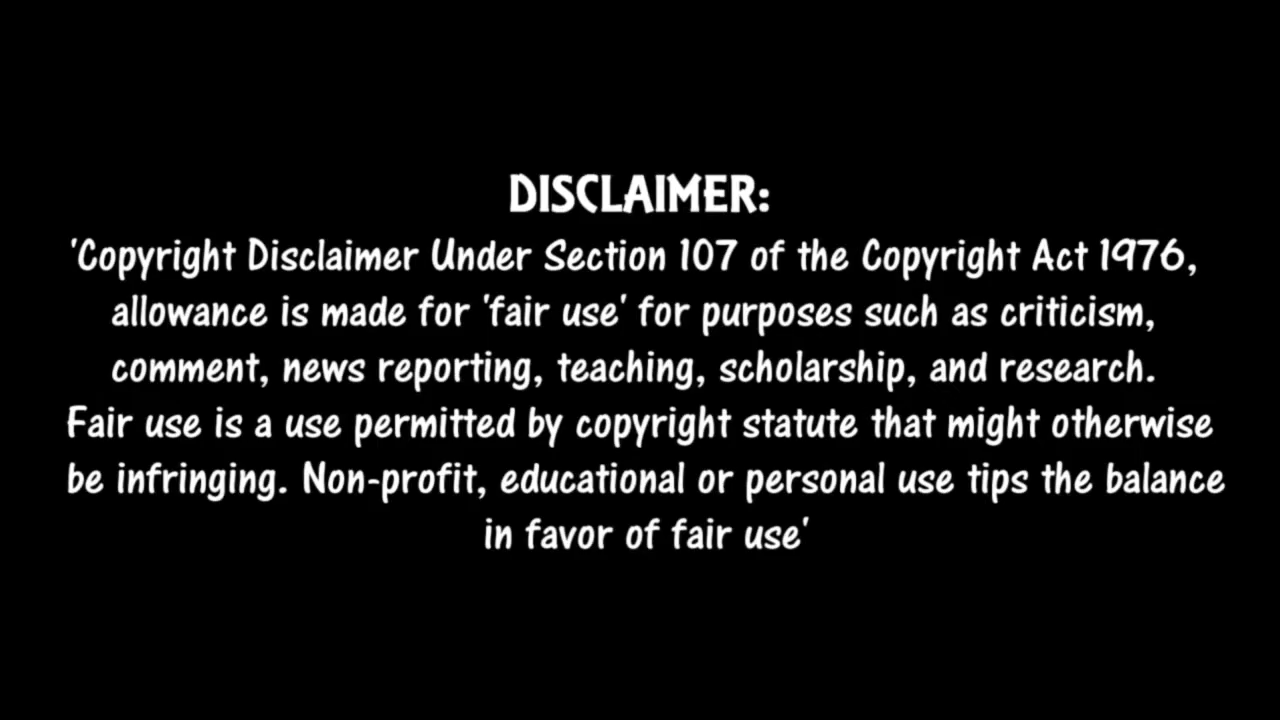 DISCLAIMER:
'Copyright Disclaimer Under Section 107 of the Copyright Act 1976,
allowance is made for 'fair use' for purposes such as criticism,
comment, news reporting, teaching, scholarship, and research.
Fair use is a use permitted by copyright statute that might otherwise
be infringing. Non-profit, educational or personal use tips the balance
in favor of fair use'